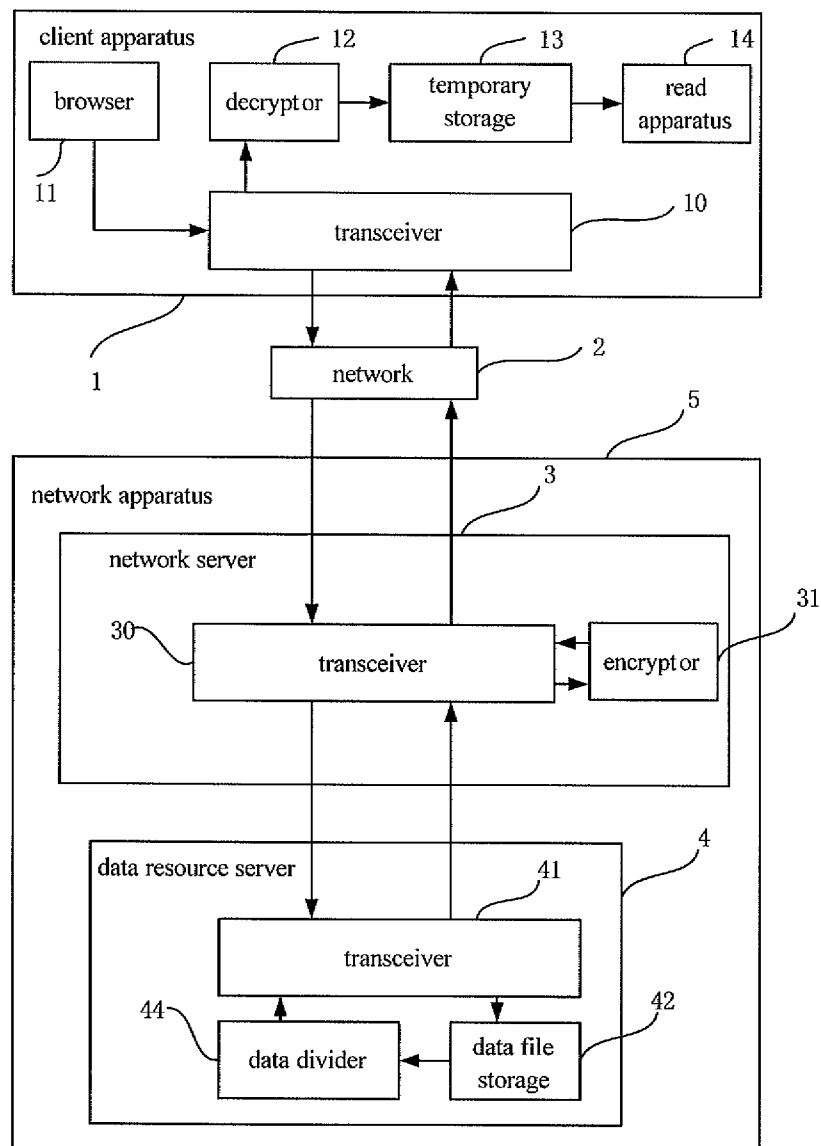 client apparatus
12
13
14
browser
decryptor
temporary
storage
read
apparatus
11
10
transceiver
1
2
network
5
network apparatus
3
network server
30
31
transceiver
encryptor
data resource server
4
41
transceiver
44
42
data divider
data file
storage